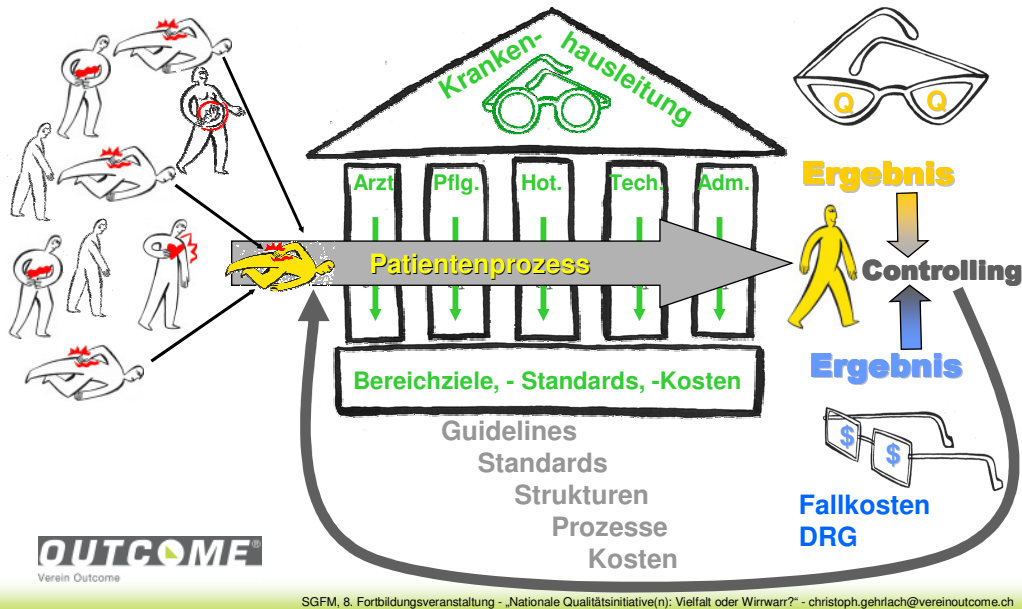 Kranken-
hausleitung
Q Q
Arzt Pflg. Hot. Tech. Adm.
Ergebnis
Patientenprozess
Controlling
Ergebnis
Bereichziele, - Standards, -Kosten
$ $
Guidelines
Standards
Strukturen
Prozesse
Kosten
Fallkosten
DRG
OUTCOME®
Verein Outcome
SGFM, 8. Fortbildungsveranstaltung - „Nationale Qualitätsinitiative(n): Vielfalt oder Wirrwarr?“ - christoph.gehrlach@vereinoutcome.ch